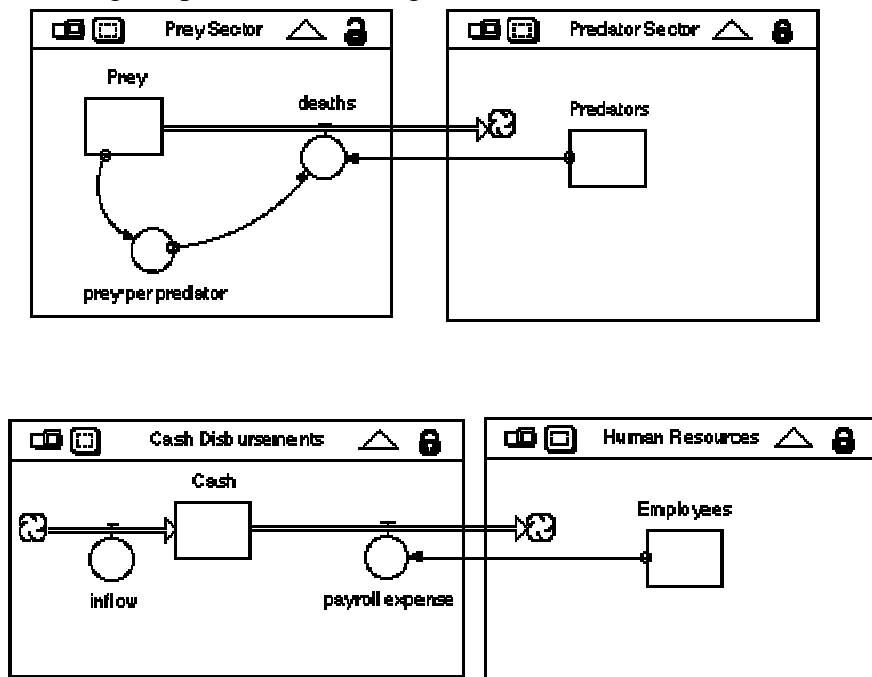 Prey Sector
Predator Sector
Prey
deaths
Predators
prey per predator
Cash Disbursements
Human Resources
Cash
Employees
inflow
payroll expense